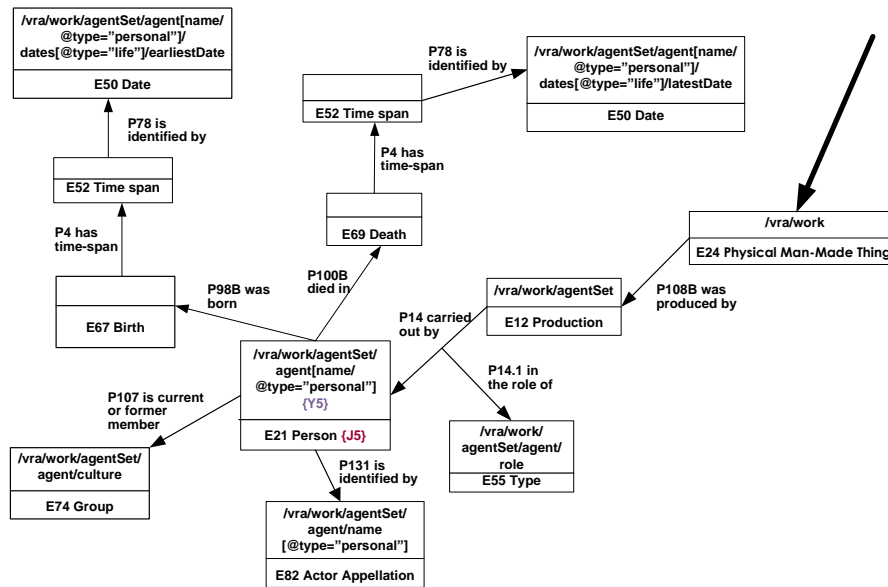 /vra/work/agentSet/agent[name/
@type=”personal”]/
dates[@type=”life”]/earliestDate
E50 Date
P78 is
identified by
E52 Time span
P4 has
time-span
E67 Birth
P98B was
born
P78 is
identified by
/vra/work/agentSet/agent[name/
@type=”personal”]/
dates[@type=”life”]/latestDate
E50 Date
E52 Time span
P4 has
time-span
E69 Death
P100B
died in
/vra/work
E24 Physical Man-Made Thing
P108B was
produced by
/vra/work/agentSet
E12 Production
P14 carried
out by
P14.1 in
the role of
/vra/work/
agentSet/agent/
role
E55 Type
/vra/work/agentSet/
agent[name/
@type=”personal”]
{Y5}
E21 Person {J5}
P107 is current
or former
member
/vra/work/agentSet/
agent/culture
E74 Group
P131 is
identified by
/vra/work/agentSet/
agent/name
[@type=”personal”]
E82 Actor Appellation